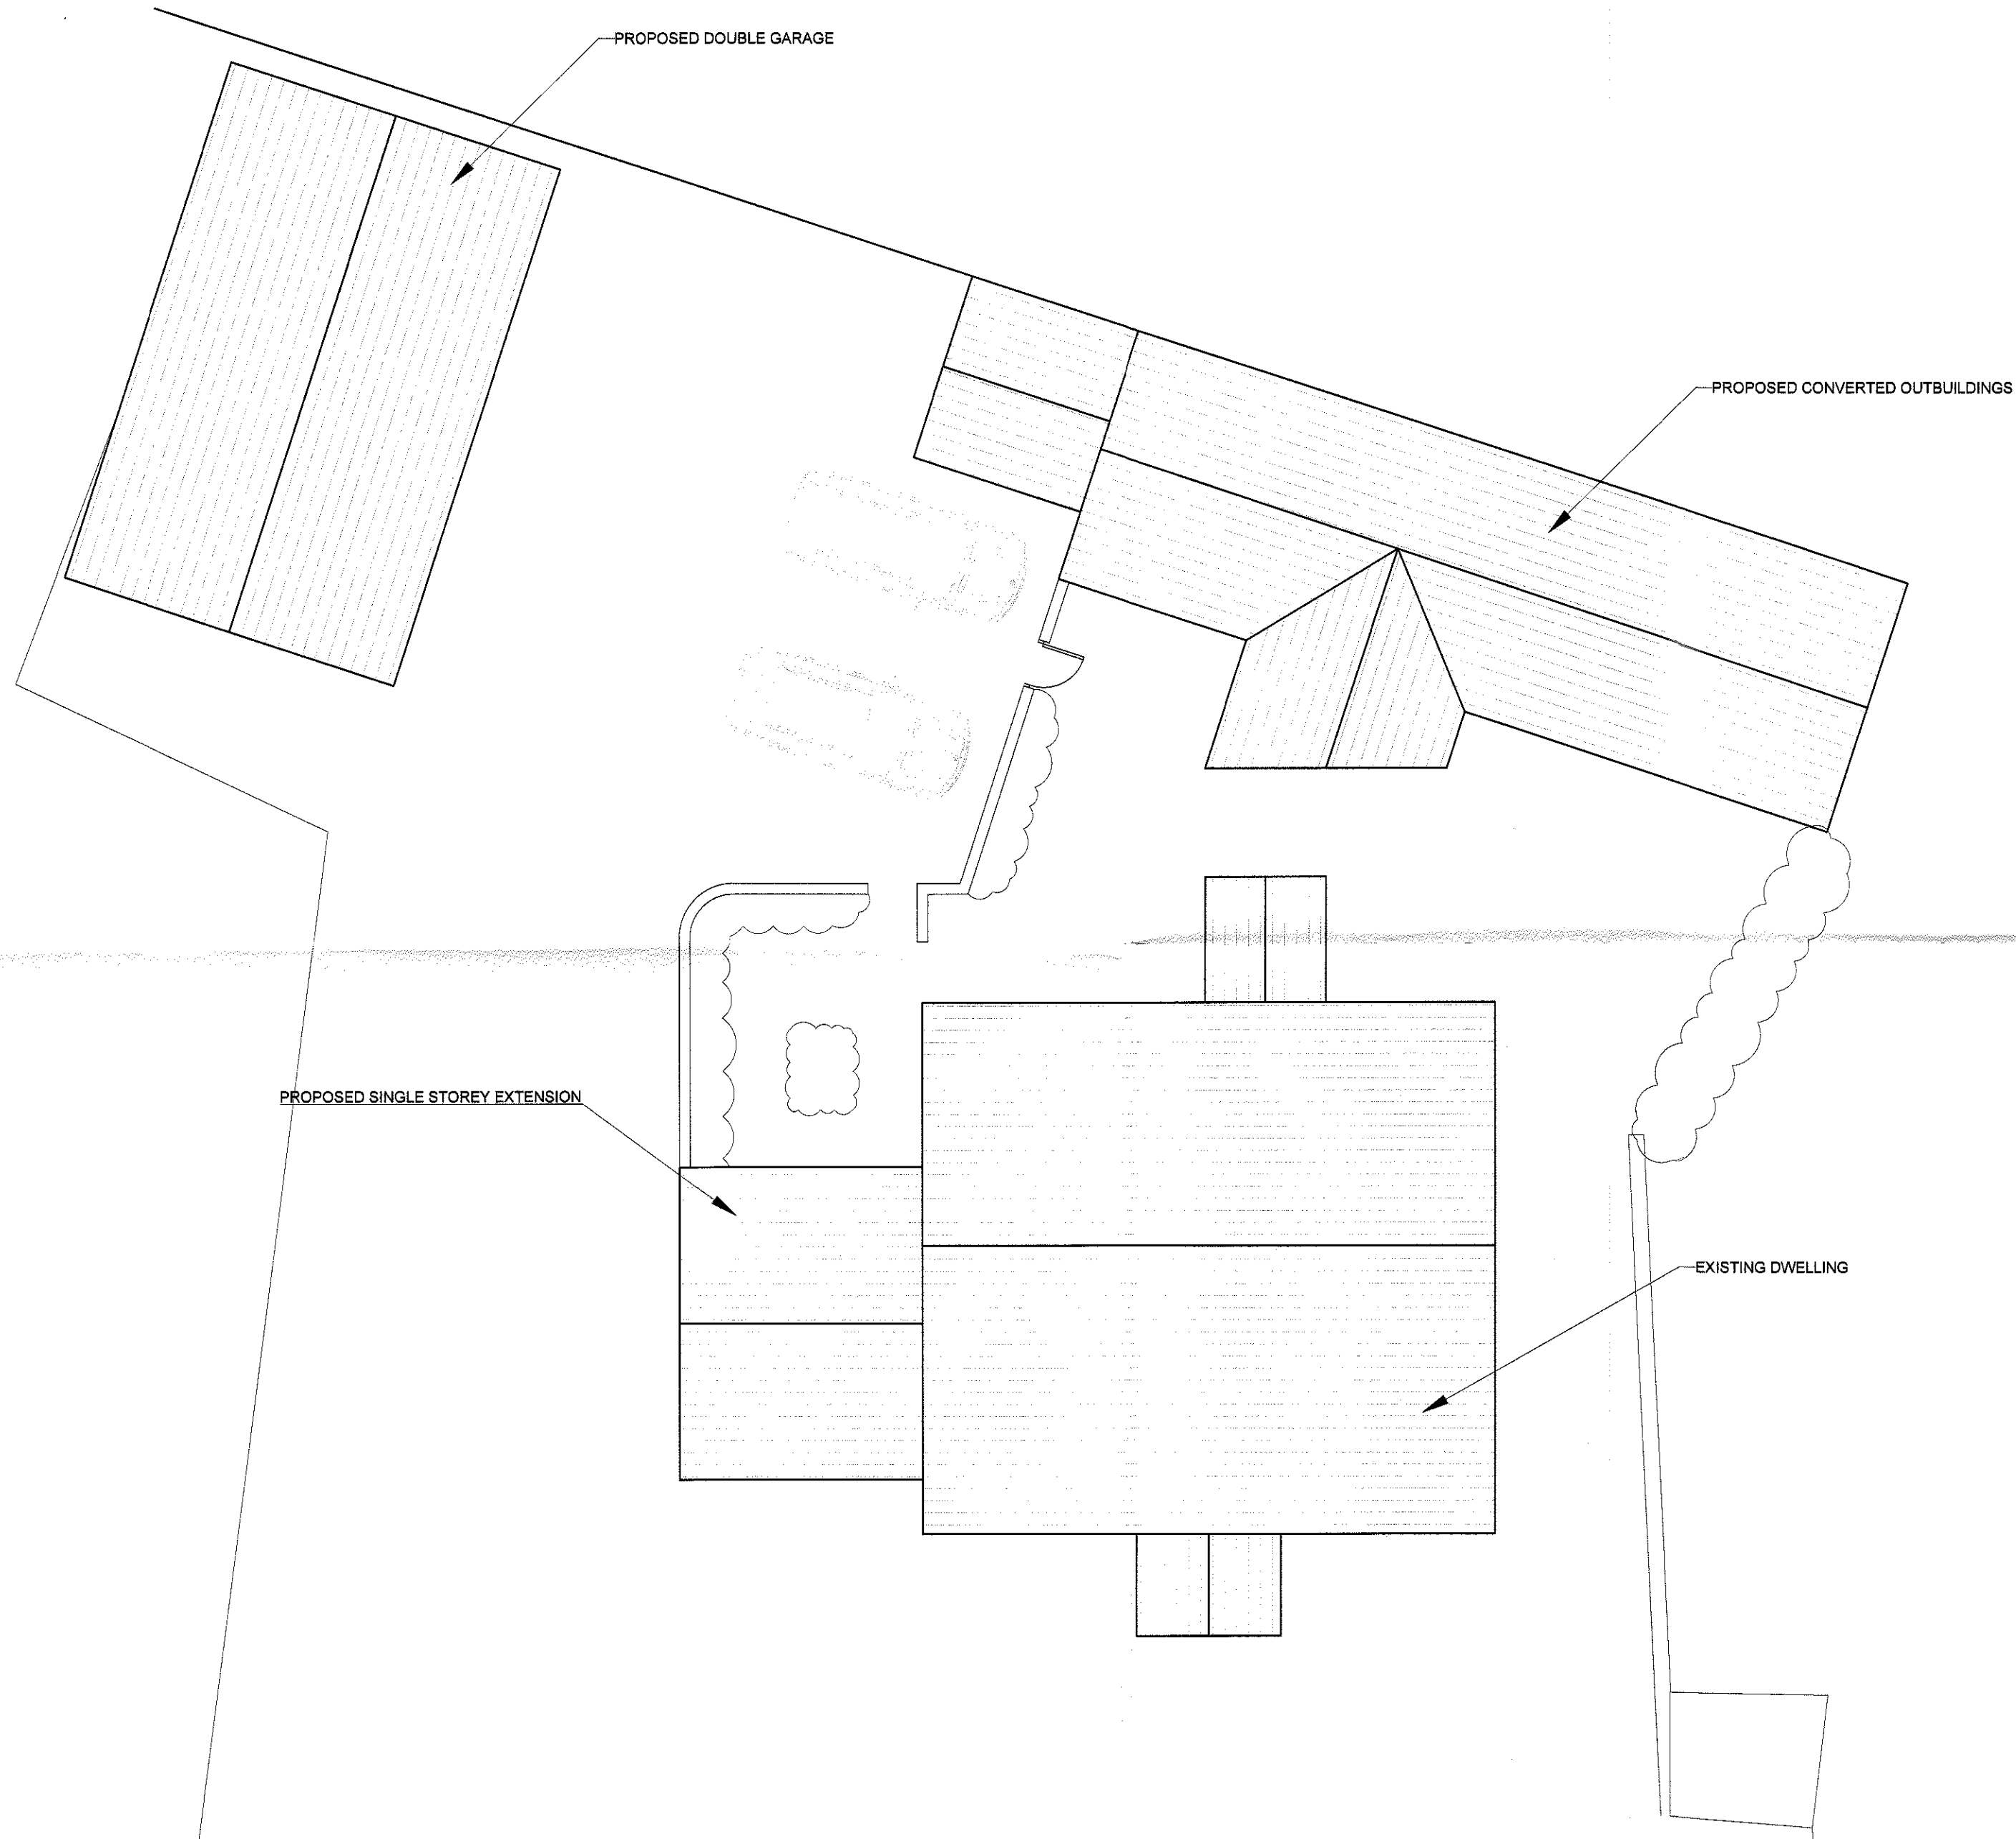 PROPOSED DOUBLE GARAGE
PROPOSED CONVERTED OUTBUILDINGS
PROPOSED SINGLE STOREY EXTENSION
EXISTING DWELLING